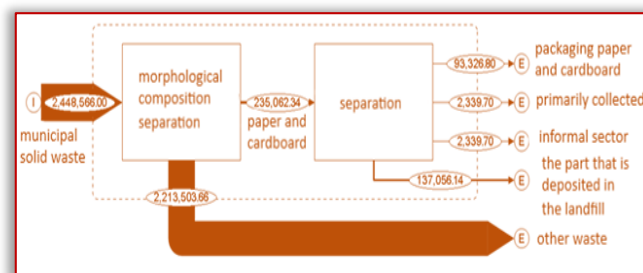 I
2,448,566.00
municipal
solid waste
morphological
composition
separation
235,062.34
paper and
cardboard
separation
2,213,503.66
93,326.80
E
packaging paper
and cardboard
2,339.70
E
primarily collected
2,339.70
E
informal sector
137,056.14
E
the part that is
deposited in
the landfill
E
other waste